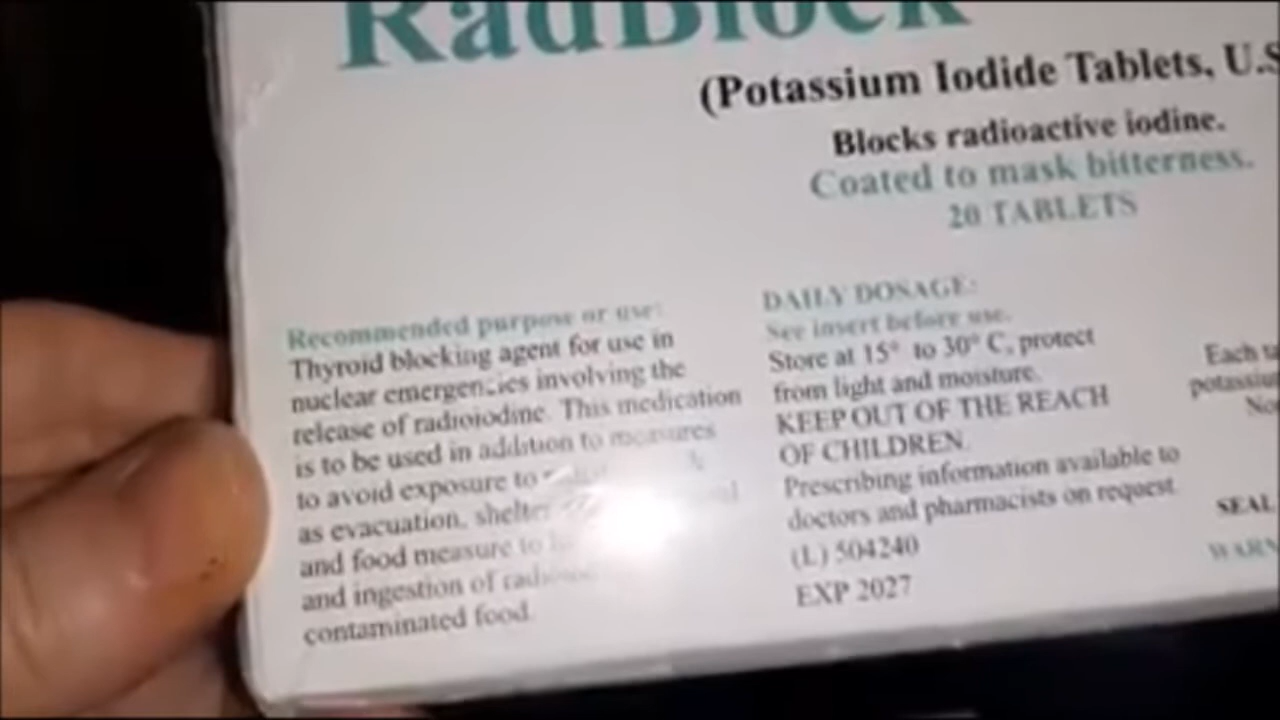 RadBlock
(Potassium Iodide Tablets, U.S
Blocks radioactive iodine.
Coated to mask bitterness.
20 TABLETS
Recommended purpose or use:
Thyroid blocking agent for use in
nuclear emergencies involving the
release of radioiodine. This medication
is to be used in addition to measures
to avoid exposure to
as evacuation, shelter
and food measure to
and ingestion of
contaminated food.
DAILY DOSAGE:
See insert before use.
Store at 15° to 30° C, protect
from light and moisture.
KEEP OUT OF THE REACH
OF CHILDREN.
Prescribing information available to
doctors and pharmacists on request.
(L) 504240
EXP 2027
Each
SEAL